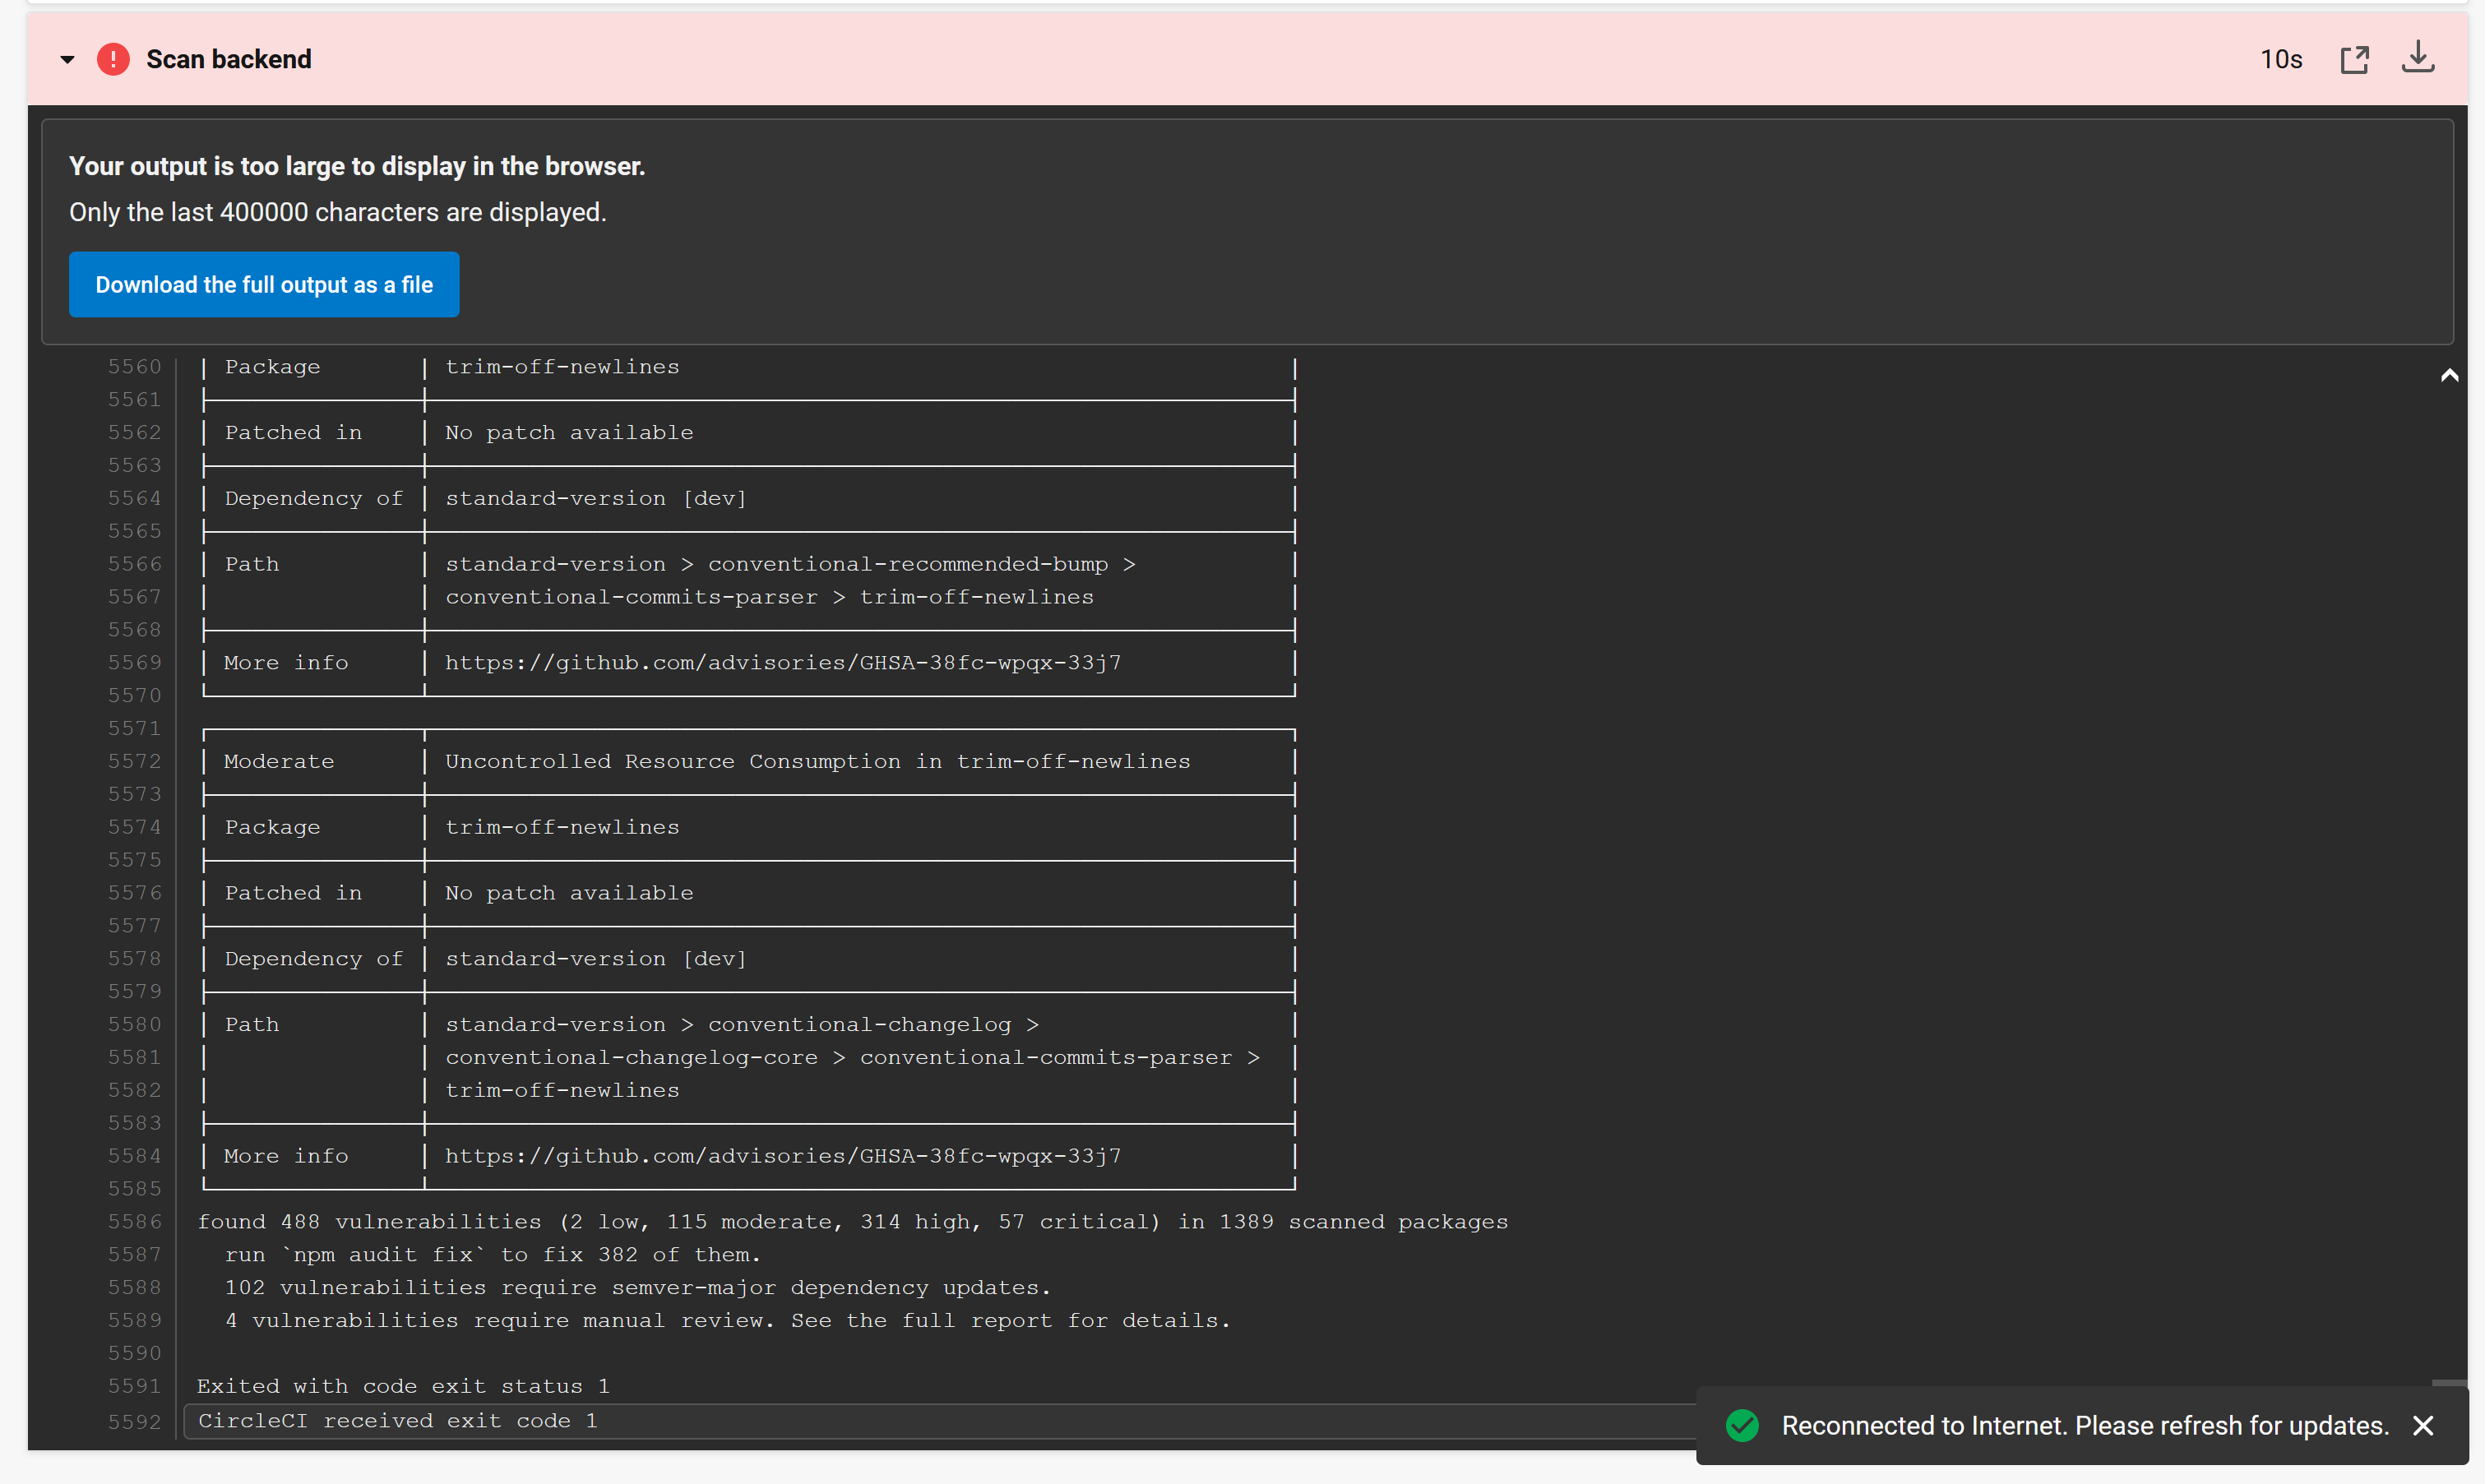 Scan backend 10s
Your output is too large to display in the browser.
Only the last 400000 characters are displayed.
Download the full output as a file
5560 | Package | trim-off-newlines |
5561
5562 | Patched in | No patch available |
5563
5564 | Dependency of | standard-version [dev] |
5565
5566 | Path | standard-version > conventional-recommended-bump > |
5567 | | conventional-commits-parser > trim-off-newlines |
5568
5569 | More info | https://github.com/advisories/GHSA-38fc-wpqx-33j7 |
5570
5571
5572 | Moderate | Uncontrolled Resource Consumption in trim-off-newlines |
5573
5574 | Package | trim-off-newlines |
5575
5576 | Patched in | No patch available |
5577
5578 | Dependency of | standard-version [dev] |
5579
5580 | Path | standard-version > conventional-changelog > |
5581 | | conventional-changelog-core > conventional-commits-parser > |
5582 | | trim-off-newlines |
5583
5584 | More info | https://github.com/advisories/GHSA-38fc-wpqx-33j7 |
5585
5586 found 488 vulnerabilities (2 low, 115 moderate, 314 high, 57 critical) in 1389 scanned packages
5587 run `npm audit fix` to fix 382 of them.
5588 102 vulnerabilities require semver-major dependency updates.
5589 4 vulnerabilities require manual review. See the full report for details.
5590
5591 Exited with code exit status 1
5592 CircleCI received exit code 1
Reconnected to Internet. Please refresh for updates.